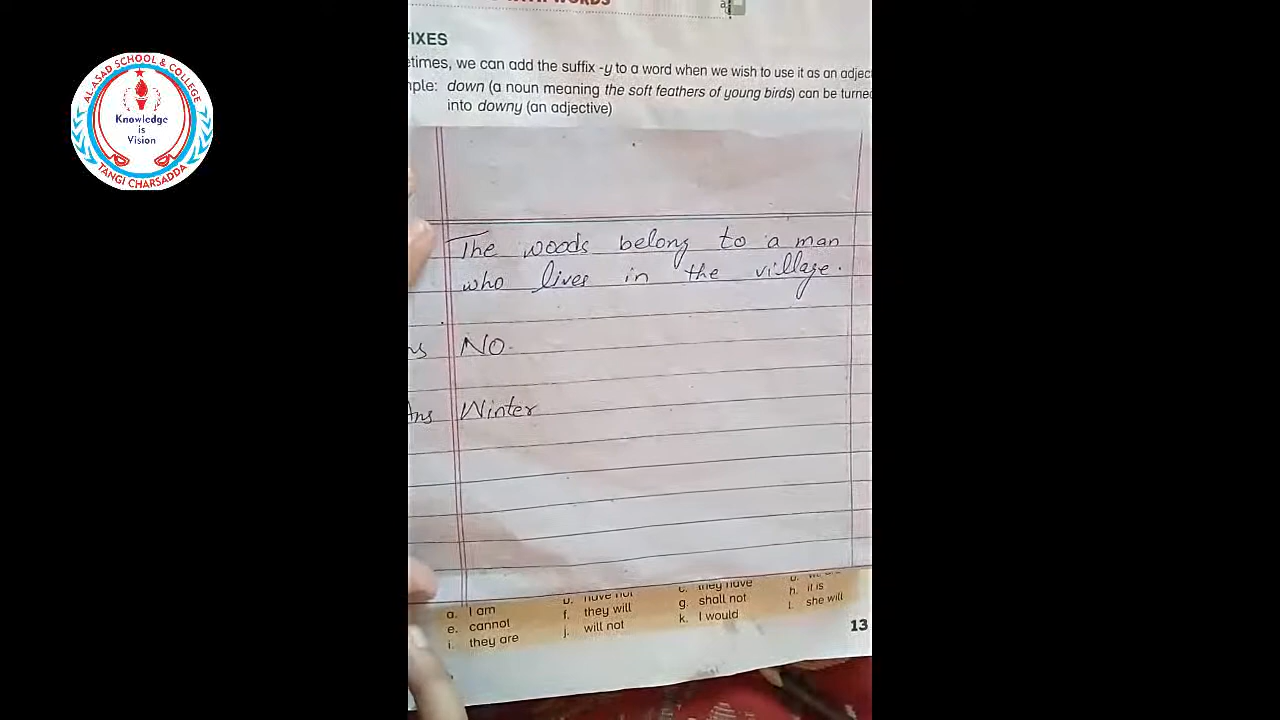 AL-ASAD SCHOOL & COLLEGE
Knowledge
is
Vision
TANGI CHARSADDA
WORDS
FIXES
etimes, we can add the suffix -y to a word when we wish to use it as an adjec
mple: down (a noun meaning the soft feathers of young birds) can be turne
into downy (an adjective)
The woods belong to a man
who lives in the village.
ns NO.
Ans Winter
a. I am
e. cannot
i. they are
have not
f. they will
j. will not
c. they have
g. shall not
k. I would
h. it is
l. she will
13